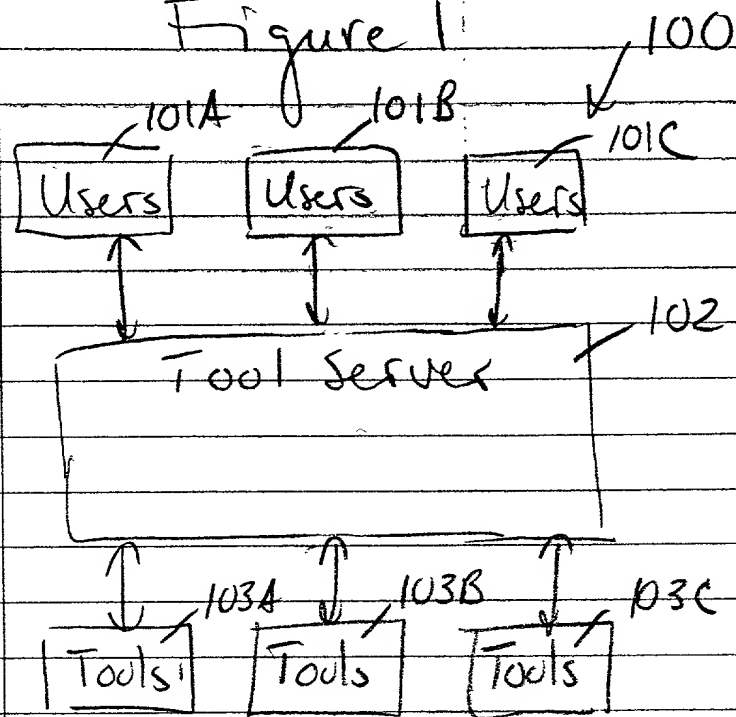 Figure 1
100
101A 101B 101C
Users Users Users
102
Tool Server
103A 103B 103C
Tools Tools Tools